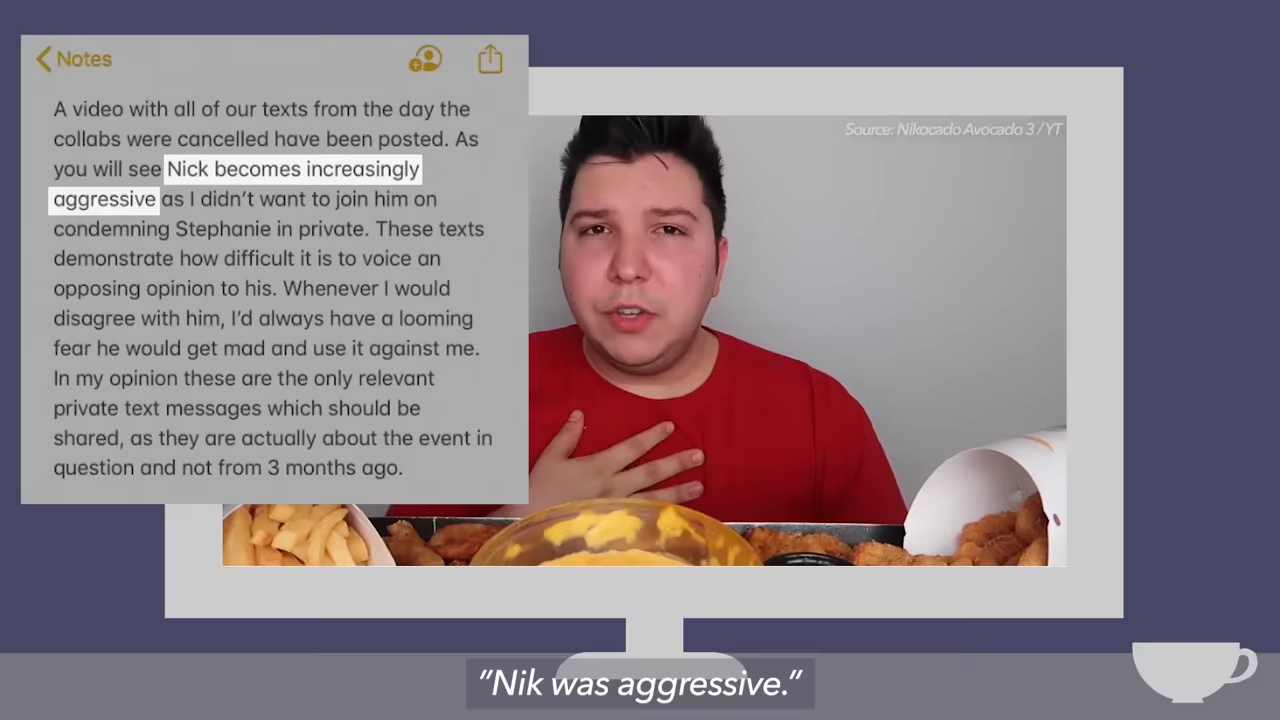 Notes
A video with all of our texts from the day the
collabs were cancelled have been posted. As
you will see Nick becomes increasingly
aggressive as I didn't want to join him on
condemning Stephanie in private. These texts
demonstrate how difficult it is to voice an
opposing opinion to his. Whenever I would
disagree with him, I'd always have a looming
fear he would get mad and use it against me.
In my opinion these are the only relevant
private text messages which should be
shared, as they are actually about the event in
question and not from 3 months ago.
Source: Nikocado Avocado 3 / YT
"Nik was aggressive."